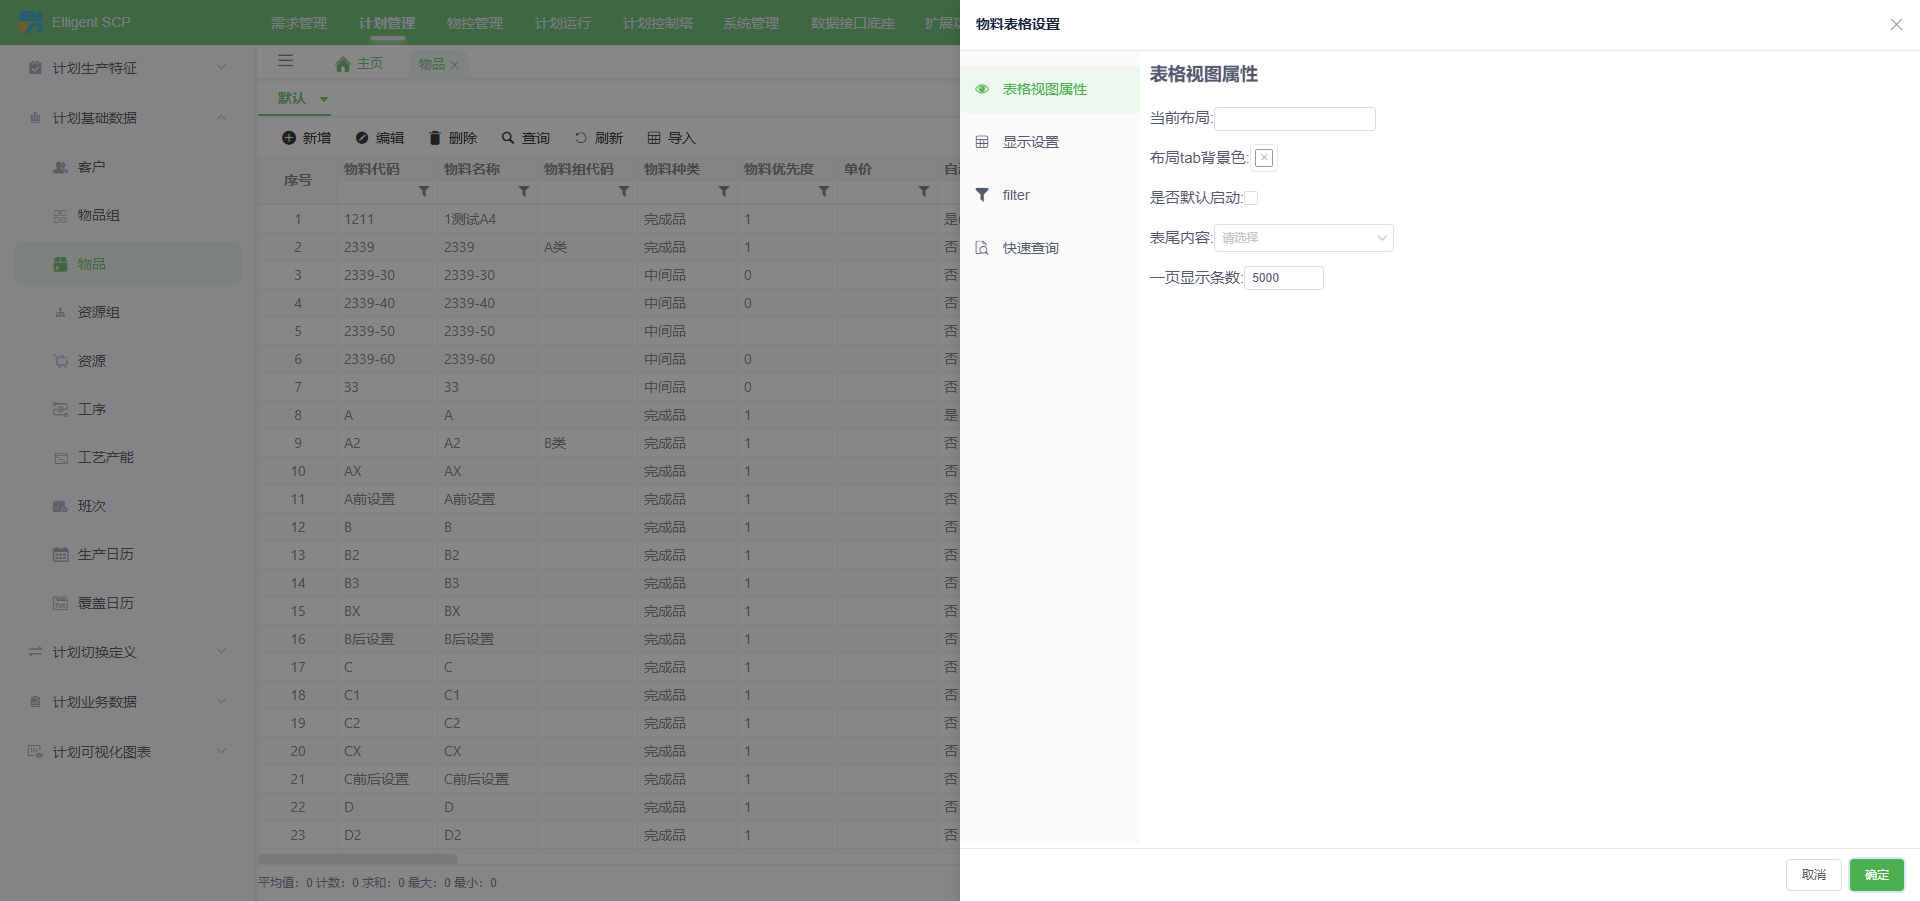 Elligent SCP
需求管理 计划管理 物控管理 计划运行 计划控制塔 系统管理 数据接口底座
主页 物品
默认
新增 编辑 删除 查询 刷新 导入
计划生产特征
计划基础数据
客户
物品组
物品
资源组
资源
工序
工艺产能
班次
生产日历
覆盖日历
计划切换定义
计划业务数据
计划可视化图表
序号 物料代码 物料名称 物料组代码 物料种类 物料优先度 单价
1 1211 1测试A4 完成品 1 是
2 2339 2339 A类 完成品 1 否
3 2339-30 2339-30 中间品 0 否
4 2339-40 2339-40 中间品 0 否
5 2339-50 2339-50 中间品 否
6 2339-60 2339-60 中间品 0 否
7 33 33 中间品 0 否
8 A A 完成品 1 是
9 A2 A2 B类 完成品 1 否
10 AX AX 完成品 1 否
11 A前设置 A前设置 完成品 1 否
12 B B 完成品 1 否
13 B2 B2 完成品 1 否
14 B3 B3 完成品 1 否
15 BX BX 完成品 1 否
16 B后设置 B后设置 完成品 1 否
17 C C 完成品 1 否
18 C1 C1 完成品 1 否
19 C2 C2 完成品 1 否
20 CX CX 完成品 1 否
21 C前后设置 C前后设置 完成品 1 否
22 D D 完成品 1 否
23 D2 D2 完成品 1 否
平均值: 0 计数: 0 求和: 0 最大: 0 最小: 0
物料表格设置
表格视图属性
显示设置
filter
快速查询
表格视图属性
当前布局:
布局tab背景色:
是否默认启动:
表尾内容: 请选择
一页显示条数: 5000
取消 确定